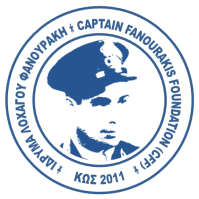 ΙΔΡΥΜΑ ΛΟΧΑΓΟΥ ΦΑΝΟΥΡΑΚΗ
CAPTAIN FANOURAKIS FOUNDATION (CFF)
ΚΩΣ 2011